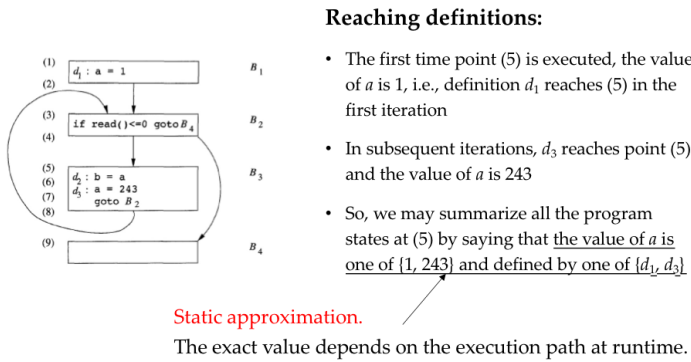 Reaching definitions:
(1)
d₁ : a = 1
B₁
(2)
(3)
if read()<=0 goto B₄
B₂
(4)
(5)
d₂ : b = a
B₃
(6)
d₃ : a = 243
(7)
goto B₂
(8)
(9)
B₄
• The first time point (5) is executed, the value
of a is 1, i.e., definition d₁ reaches (5) in the
first iteration
• In subsequent iterations, d₃ reaches point (5)
and the value of a is 243
• So, we may summarize all the program
states at (5) by saying that the value of a is
one of {1, 243} and defined by one of {d₁, d₃}
Static approximation.
The exact value depends on the execution path at runtime.